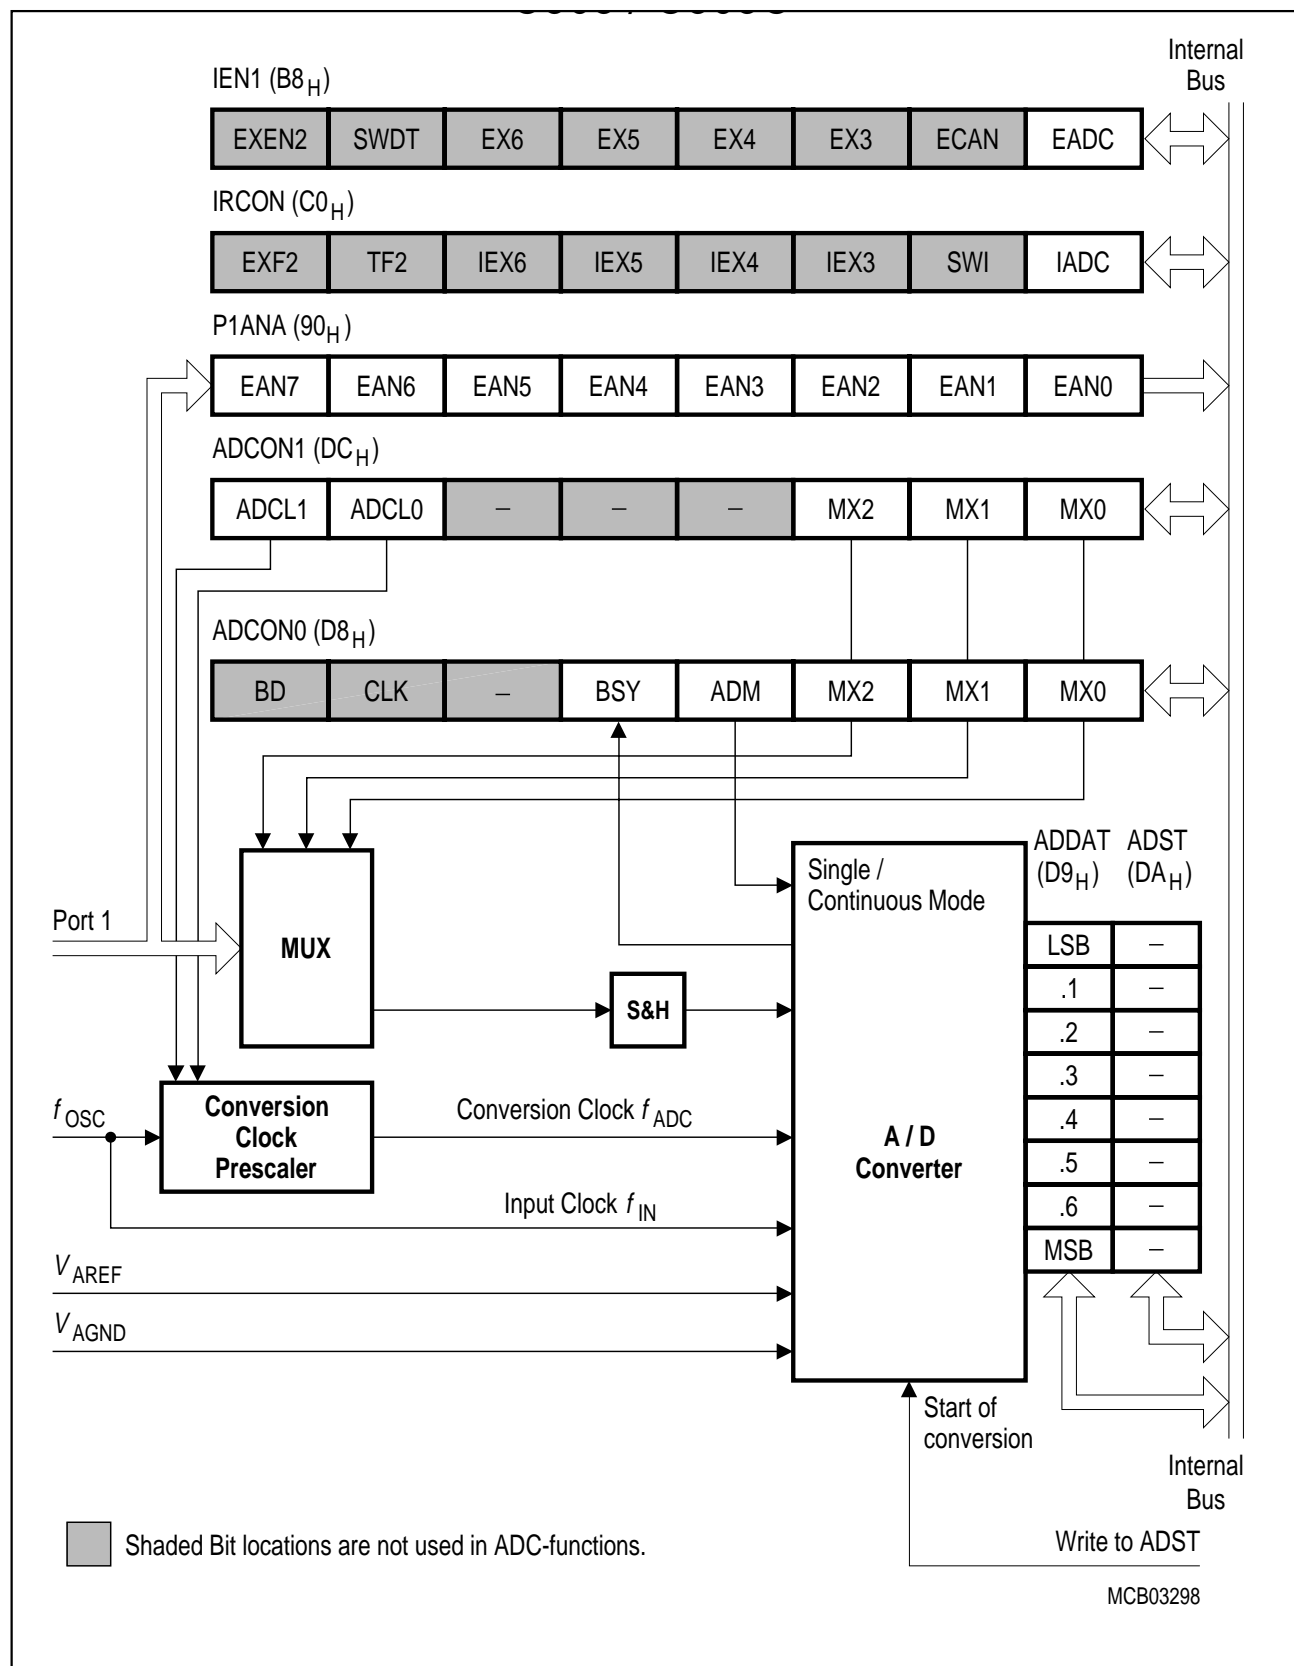 Internal
Bus
IEN1 (B8H)
EXEN2 SWDT EX6 EX5 EX4 EX3 ECAN EADC
IRCON (C0H)
EXF2 TF2 IEX6 IEX5 IEX4 IEX3 SWI IADC
P1ANA (90H)
EAN7 EAN6 EAN5 EAN4 EAN3 EAN2 EAN1 EAN0
ADCON1 (DCH)
ADCL1 ADCL0 – – – MX2 MX1 MX0
ADCON0 (D8H)
BD CLK – BSY ADM MX2 MX1 MX0
ADDAT ADST
(D9H) (DAH)
Single /
Continuous Mode
Port 1
MUX
S&H
LSB –
.1 –
.2 –
.3 –
.4 –
.5 –
.6 –
MSB –
fOSC
Conversion
Clock
Prescaler
Conversion Clock fADC
A / D
Converter
Input Clock fIN
VAREF
VAGND
Start of
conversion
Internal
Bus
Write to ADST
Shaded Bit locations are not used in ADC-functions.
MCB03298